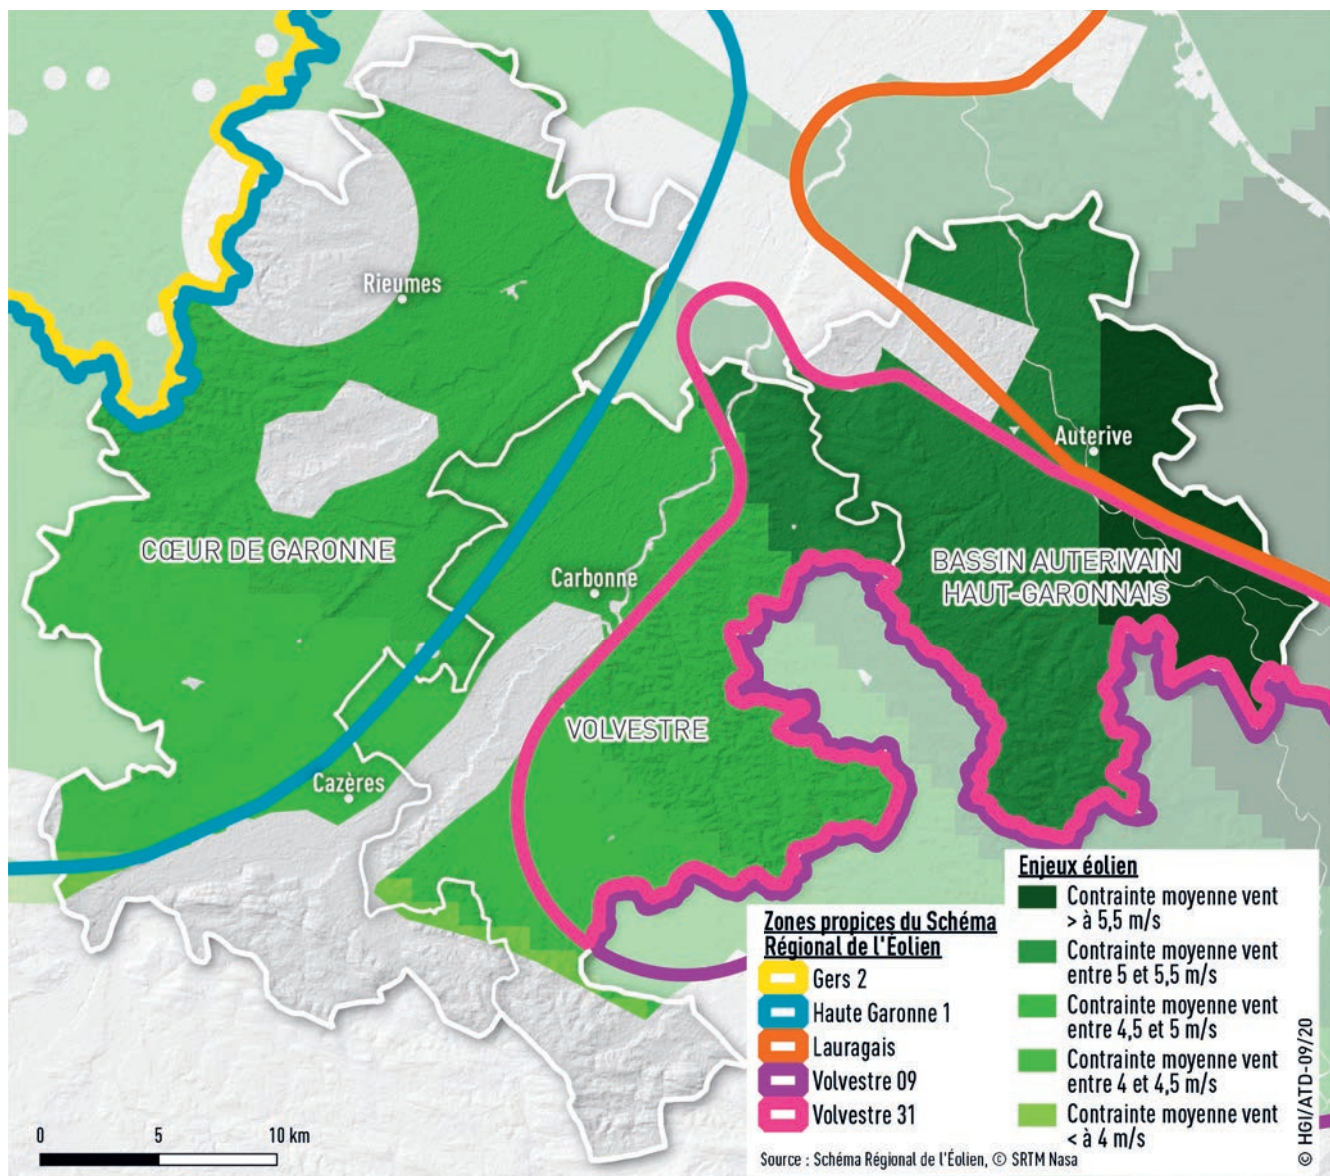 Rieumes
Auterive
CŒUR DE GARONNE
BASSIN AUTERIVAIN
HAUT-GARONNAIS
Carbonne
VOLVESTRE
Cazères
Zones propices du Schéma
Régional de l'Éolien
Gers 2
Haute Garonne 1
Lauragais
Volvestre 09
Volvestre 31
Enjeux éolien
Contrainte moyenne vent
> à 5,5 m/s
Contrainte moyenne vent
entre 5 et 5,5 m/s
Contrainte moyenne vent
entre 4,5 et 5 m/s
Contrainte moyenne vent
entre 4 et 4,5 m/s
Contrainte moyenne vent
< à 4 m/s
0 5 10 km
Source : Schéma Régional de l'Éolien, © SRTM Nasa
© HGI/ATD-09/20